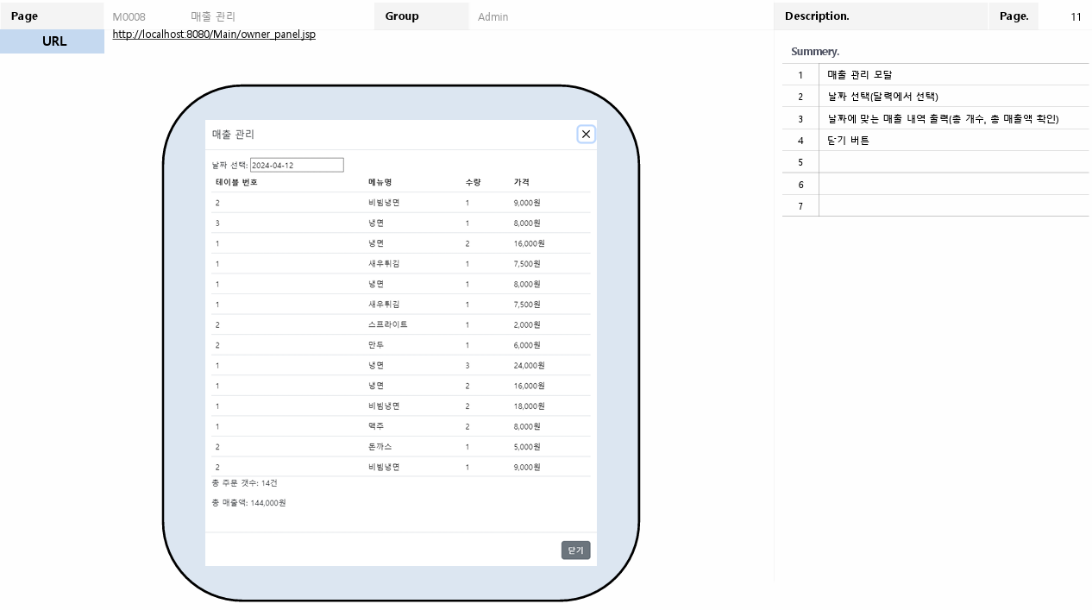 Page M0008 매출 관리 Group Admin Description. Page. 11
URL http://localhost:8080/Main/owner_panel.jsp
Summery.
1 매출 관리 모달
2 날짜 선택(달력에서 선택)
3 날짜에 맞는 매출 내역 출력(총 개수, 총 매출액 확인)
4 닫기 버튼
5
6
7
매출 관리 ×
날짜 선택: 2024-04-12
테이블 번호 메뉴명 수량 가격
2 비빔냉면 1 9,000원
3 냉면 1 8,000원
1 냉면 2 16,000원
1 새우튀김 1 7,500원
1 냉면 1 8,000원
1 새우튀김 1 7,500원
2 스프라이트 1 2,000원
2 만두 1 6,000원
1 냉면 3 24,000원
1 냉면 2 16,000원
1 비빔냉면 2 18,000원
1 맥주 2 8,000원
2 돈까스 1 5,000원
2 비빔냉면 1 9,000원
총 주문 갯수: 14건
총 매출액: 144,000원
닫기